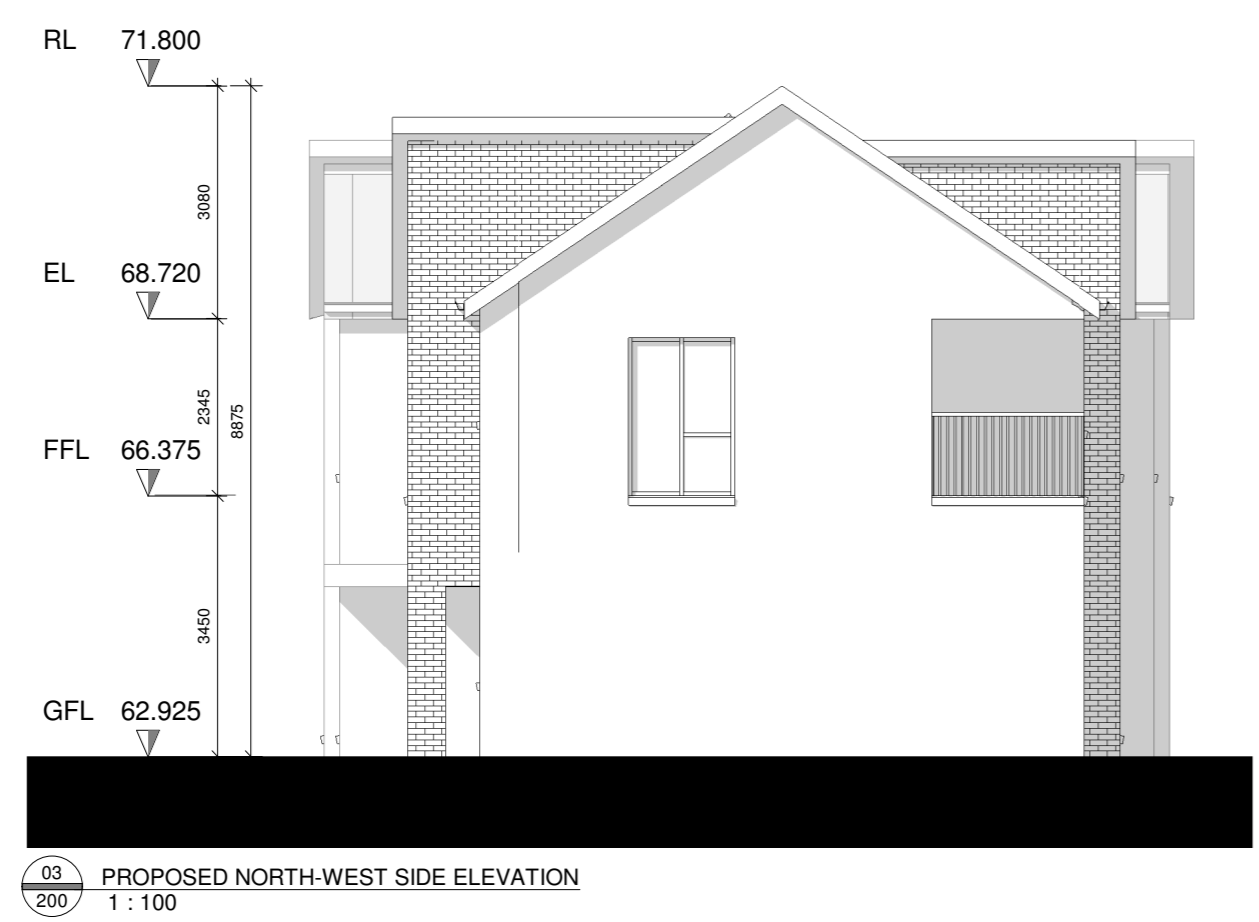 RL 71.800
3080
EL 68.720
2345
8875
FFL 66.375
3450
GFL 62.925
03
200
PROPOSED NORTH-WEST SIDE ELEVATION
1 : 100